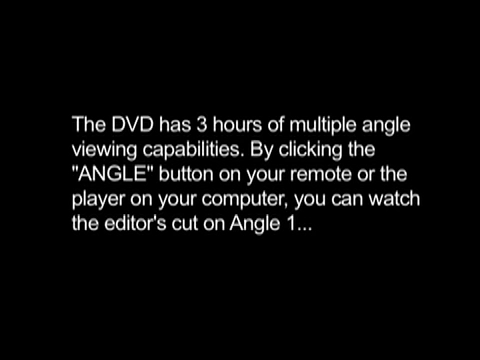 The DVD has 3 hours of multiple angle
viewing capabilities. By clicking the
"ANGLE" button on your remote or the
player on your computer, you can watch
the editor's cut on Angle 1...